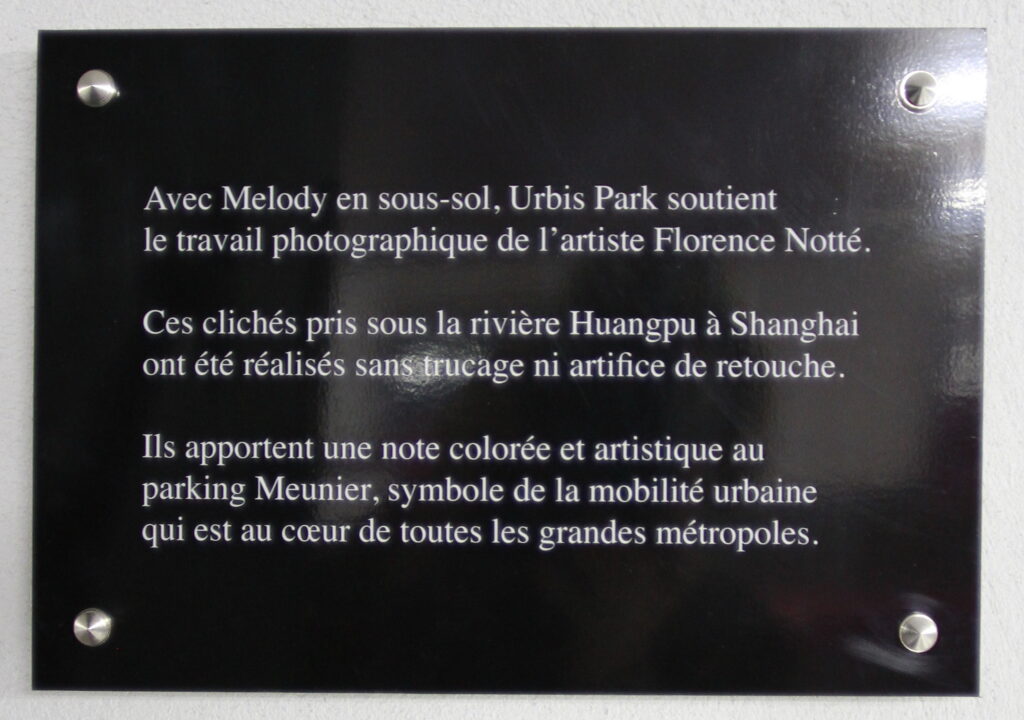 Avec Melody en sous-sol, Urbis Park soutient
le travail photographique de l'artiste Florence Notté.
Ces clichés pris sous la rivière Huangpu à Shanghai
ont été réalisés sans trucage ni artifice de retouche.
Ils apportent une note colorée et artistique au
parking Meunier, symbole de la mobilité urbaine
qui est au cœur de toutes les grandes métropoles.